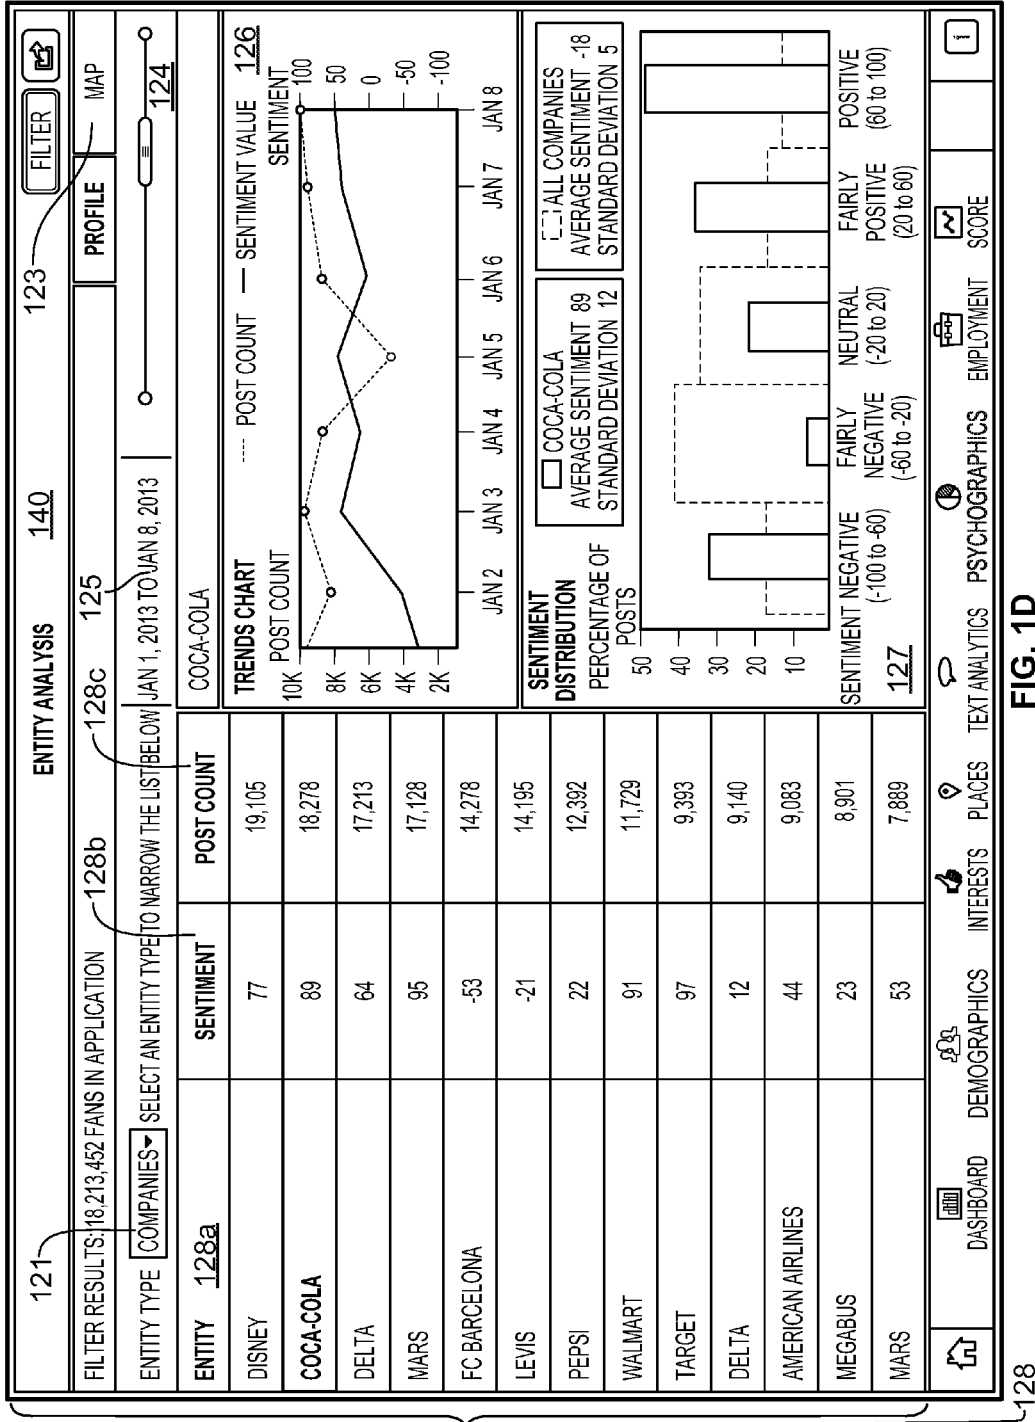 121
ENTITY ANALYSIS
140
FILTER
FILTER RESULTS: 118,213,452 FANS IN APPLICATION
128b
128c
125
123
PROFILE
MAP
ENTITY TYPE
COMPANIES
SELECT AN ENTITY TYPE TO NARROW THE LIST BELOW
JAN 1, 2013 TO JAN 8, 2013
124
ENTITY 128a SENTIMENT POST COUNT
DISNEY 77 19,105
COCA-COLA 89 18,278
DELTA 64 17,213
MARS 95 17,128
FC BARCELONA -53 14,278
LEVIS -21 14,195
PEPSI 22 12,392
WALMART 91 11,729
TARGET 97 9,393
DELTA 12 9,140
AMERICAN AIRLINES 44 9,083
MEGABUS 23 8,901
MARS 53 7,889
COCA-COLA
TRENDS CHART
POST COUNT SENTIMENT VALUE
126
POST COUNT
SENTIMENT
10K 100
8K 50
6K 0
4K -50
2K -100
JAN 2 JAN 3 JAN 4 JAN 5 JAN 6 JAN 7 JAN 8
SENTIMENT
DISTRIBUTION
COCA-COLA
AVERAGE SENTIMENT 89
STANDARD DEVIATION 12
ALL COMPANIES
AVERAGE SENTIMENT -18
STANDARD DEVIATION 5
PERCENTAGE OF
POSTS
50
40
30
20
10
SENTIMENT
NEGATIVE
(-100 to -60)
FAIRLY
NEGATIVE
(-60 to -20)
NEUTRAL
(-20 to 20)
FAIRLY
POSITIVE
(20 to 60)
POSITIVE
(60 to 100)
127
DASHBOARD DEMOGRAPHICS INTERESTS PLACES TEXT ANALYTICS PSYCHOGRAPHICS EMPLOYMENT SCORE
128
FIG. 1D